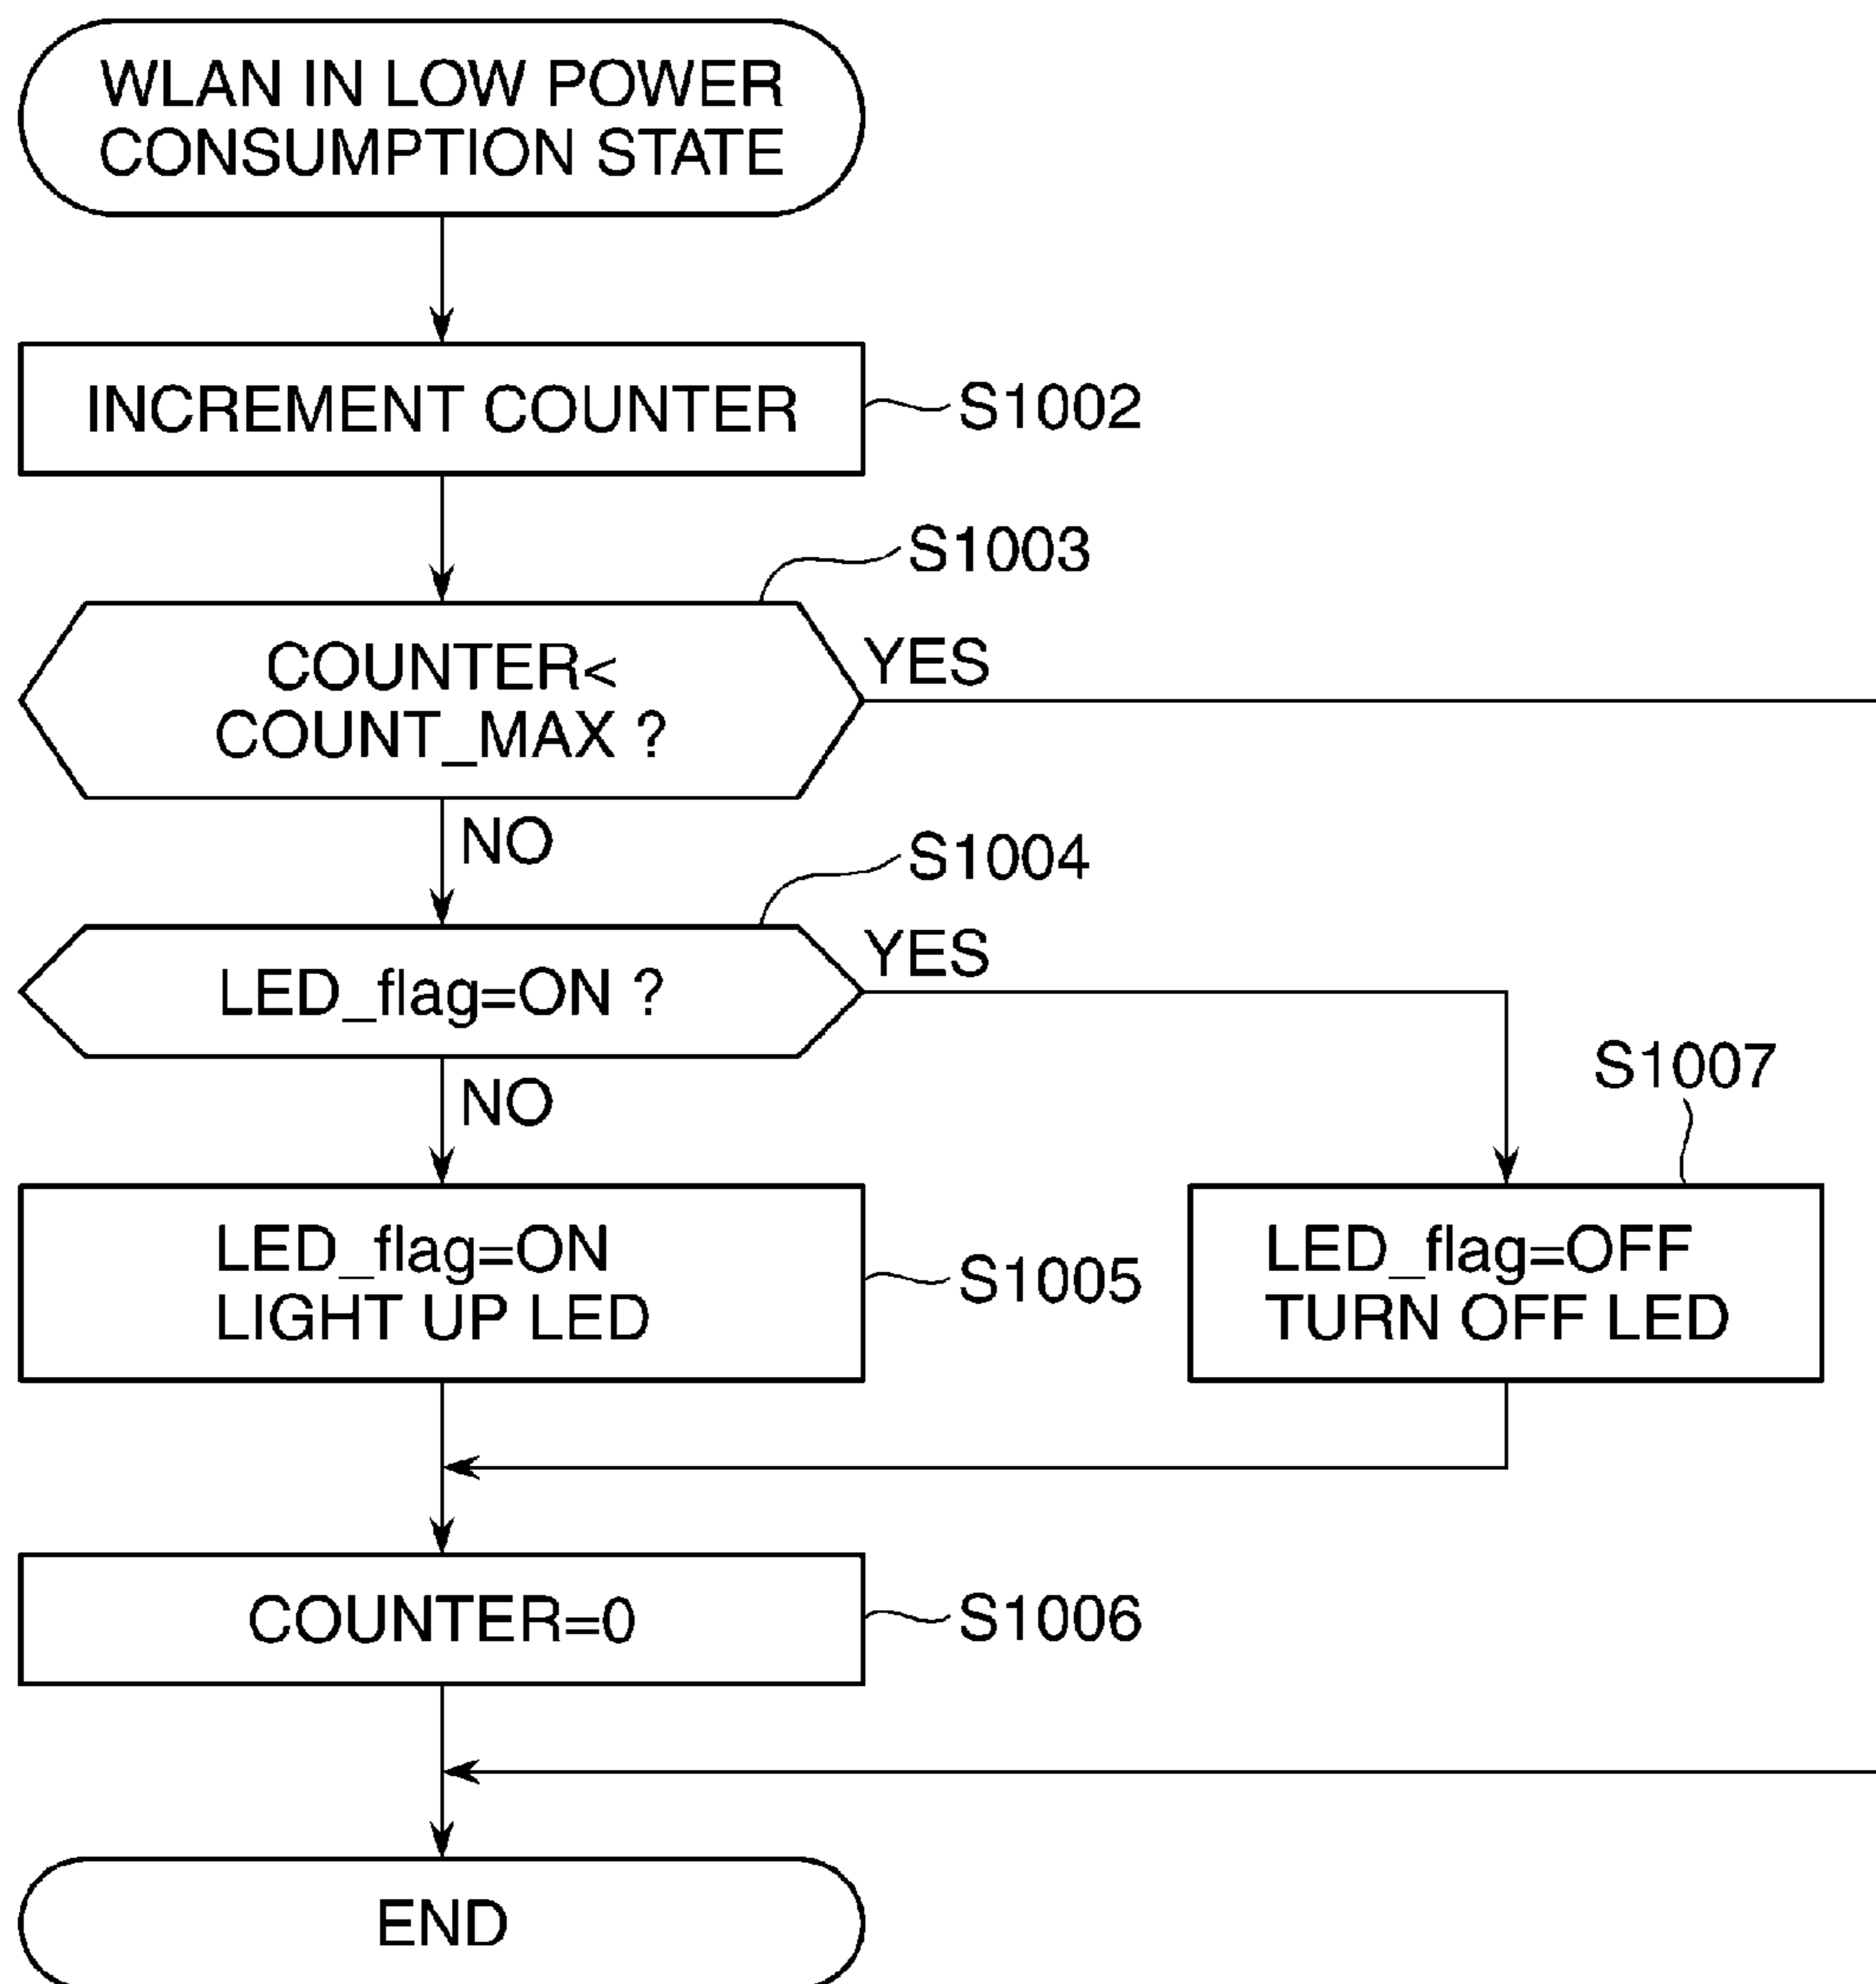 WLAN IN LOW POWER
CONSUMPTION STATE
INCREMENT COUNTER
S1002
S1003
COUNTER<
COUNT_MAX ?
YES
NO
S1004
LED_flag=ON ?
YES
NO
S1007
LED_flag=ON
LIGHT UP LED
S1005
LED_flag=OFF
TURN OFF LED
COUNTER=0
S1006
END